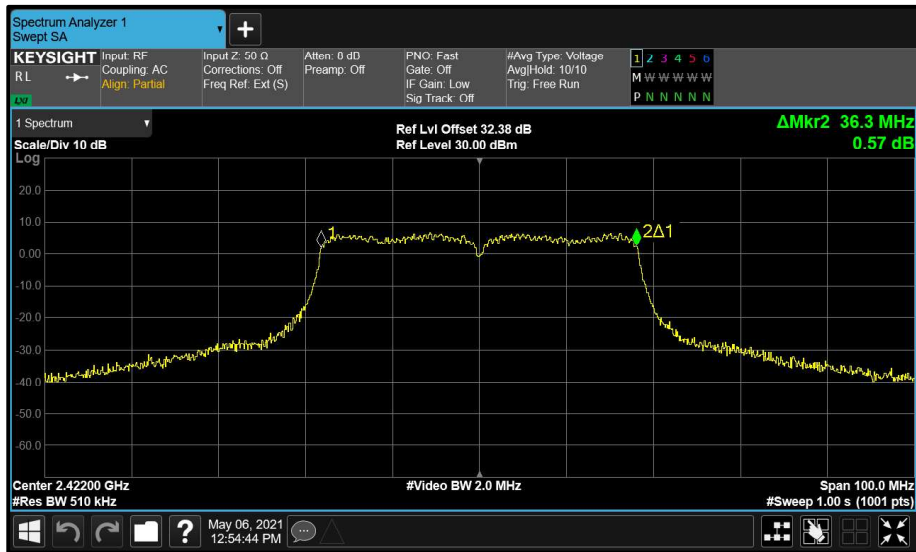 Spectrum Analyzer 1
Swept SA
+
KEYSIGHT
RL
LXI
Input: RF
Coupling: AC
Align: Partial
Input Z: 50 Ω
Corrections: Off
Freq Ref: Ext (S)
Atten: 0 dB
Preamp: Off
PNO: Fast
Gate: Off
IF Gain: Low
Sig Track: Off
#Avg Type: Voltage
Avg|Hold: 10/10
Trig: Free Run
1 2 3 4 5 6
M W W W W W
P N N N N N
1 Spectrum
Scale/Div 10 dB
Log
Ref Lvl Offset 32.38 dB
Ref Level 30.00 dBm
ΔMkr2 36.3 MHz
0.57 dB
20.0
10.0
0.00
-10.0
-20.0
-30.0
-40.0
-50.0
-60.0
1
2Δ1
Center 2.42200 GHz
#Res BW 510 kHz
#Video BW 2.0 MHz
Span 100.0 MHz
#Sweep 1.00 s (1001 pts)
?
May 06, 2021
12:54:44 PM